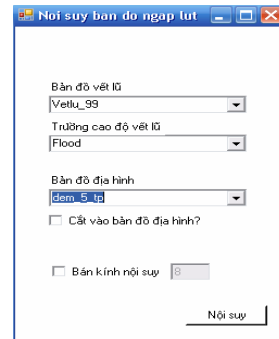 Noi suy ban do ngap lut
Bản đồ vết lũ
Vetlu_99
Trường cao độ vết lũ
Flood
Bản đồ địa hình
dem_5_tp
Cắt vào bản đồ địa hình?
Bán kính nội suy 8
Nội suy